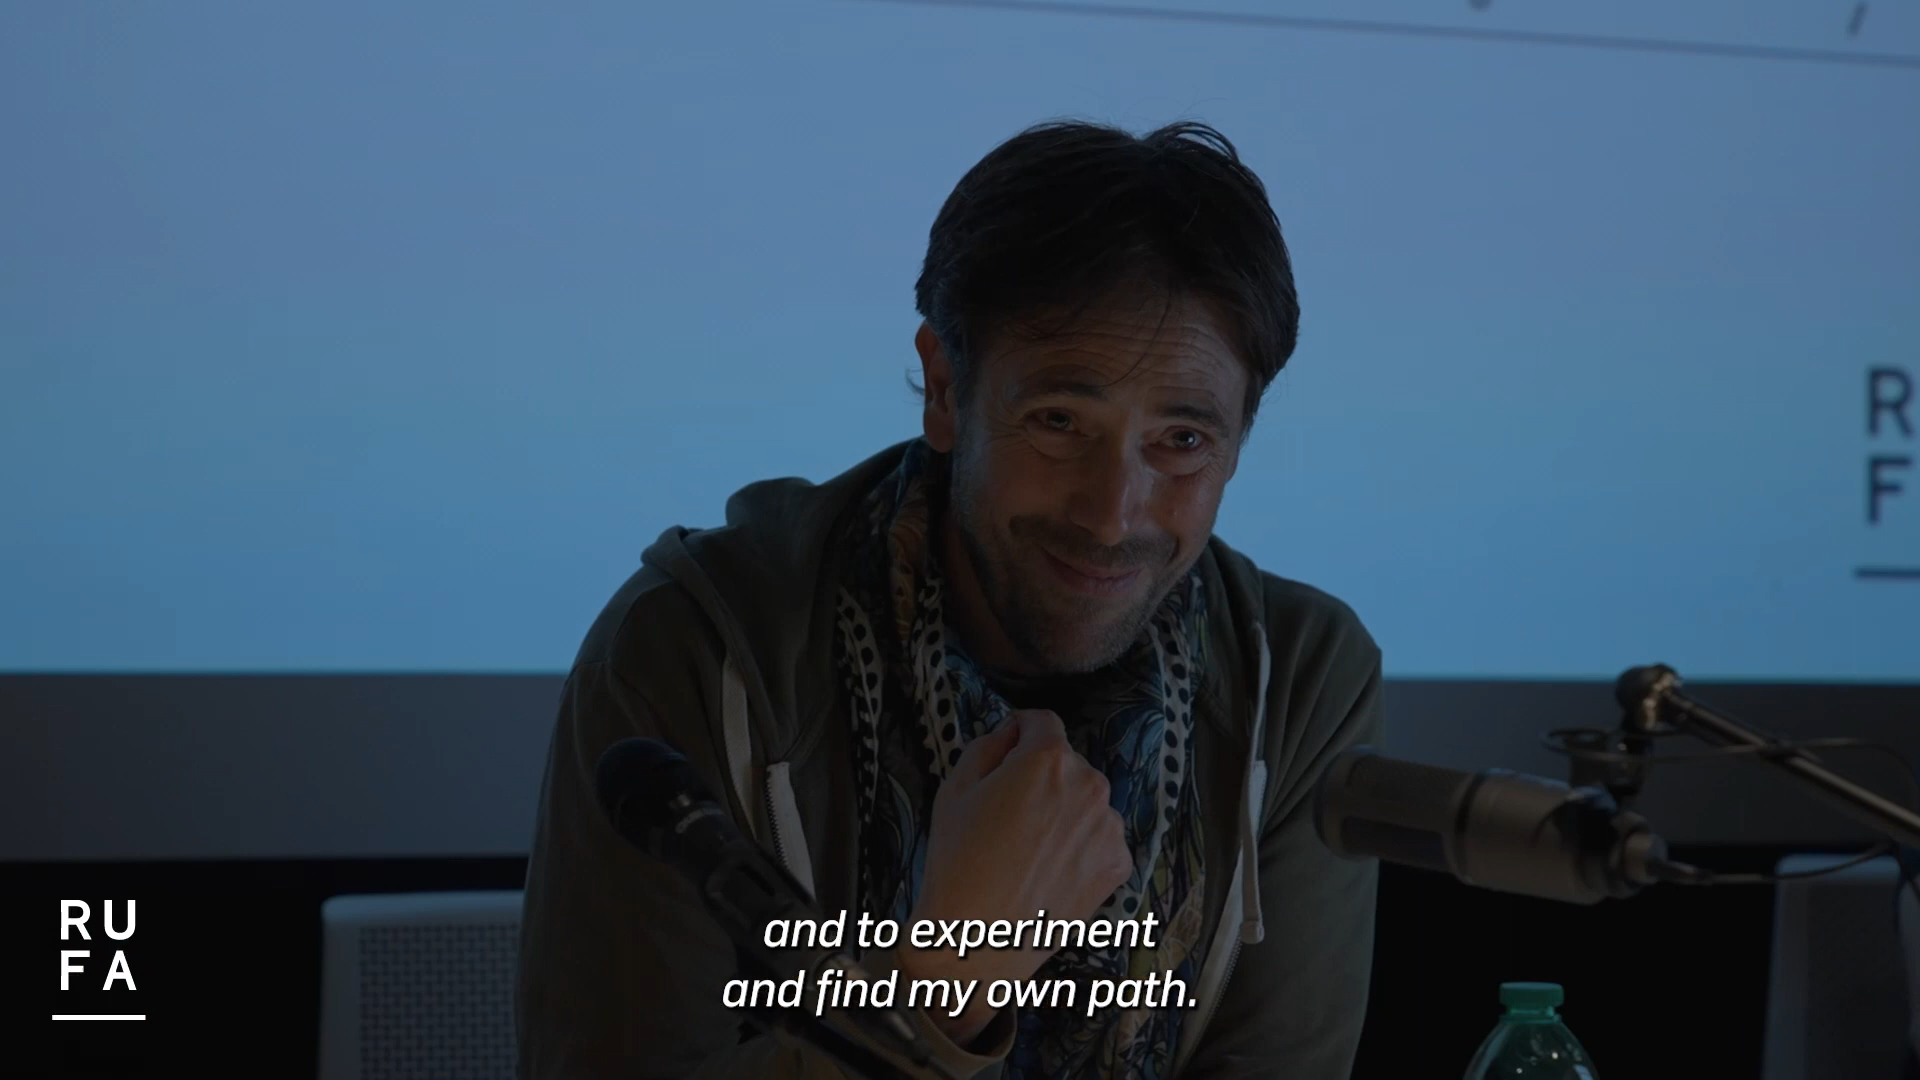 R
F
RU
FA
and to experiment
and find my own path.